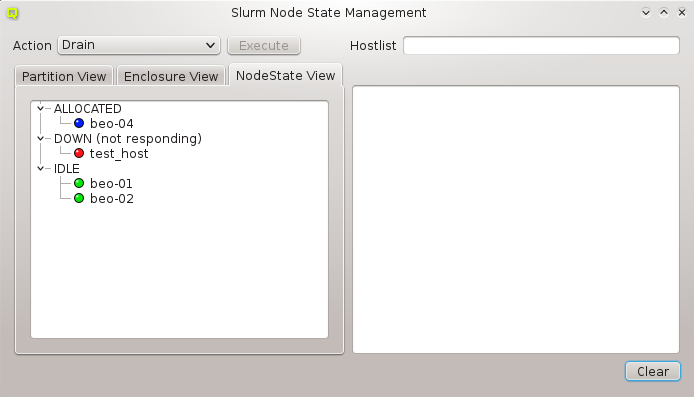 Slurm Node State Management
Action Drain Execute Hostlist
Partition View Enclosure View NodeState View
ALLOCATED
beo-04
DOWN (not responding)
test_host
IDLE
beo-01
beo-02
Clear